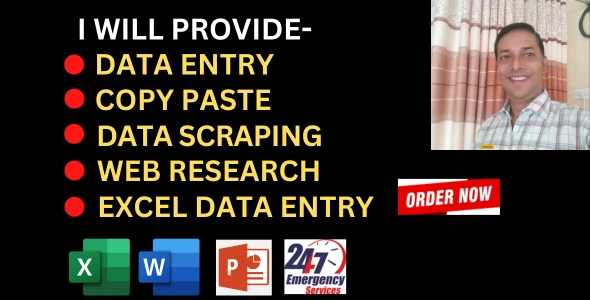 I WILL PROVIDE-
DATA ENTRY
COPY PASTE
DATA SCRAPING
WEB RESEARCH
EXCEL DATA ENTRY
ORDER NOW
X
W
P
24/7
Emergency
Services